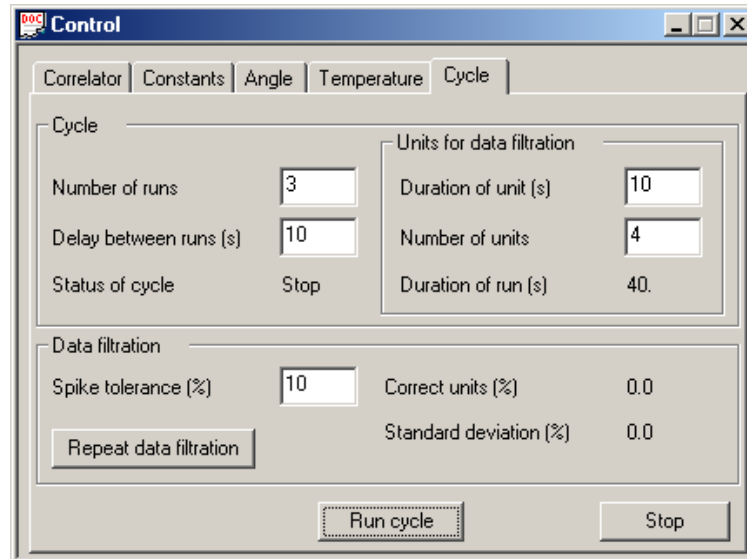 DOC Control
Correlator Constants Angle Temperature Cycle
Cycle
Units for data filtration
Number of runs 3 Duration of unit (s) 10
Delay between runs (s) 10 Number of units 4
Status of cycle Stop Duration of run (s) 40.
Data filtration
Spike tolerance (%) 10 Correct units (%) 0.0
Standard deviation (%) 0.0
Repeat data filtration
Run cycle Stop